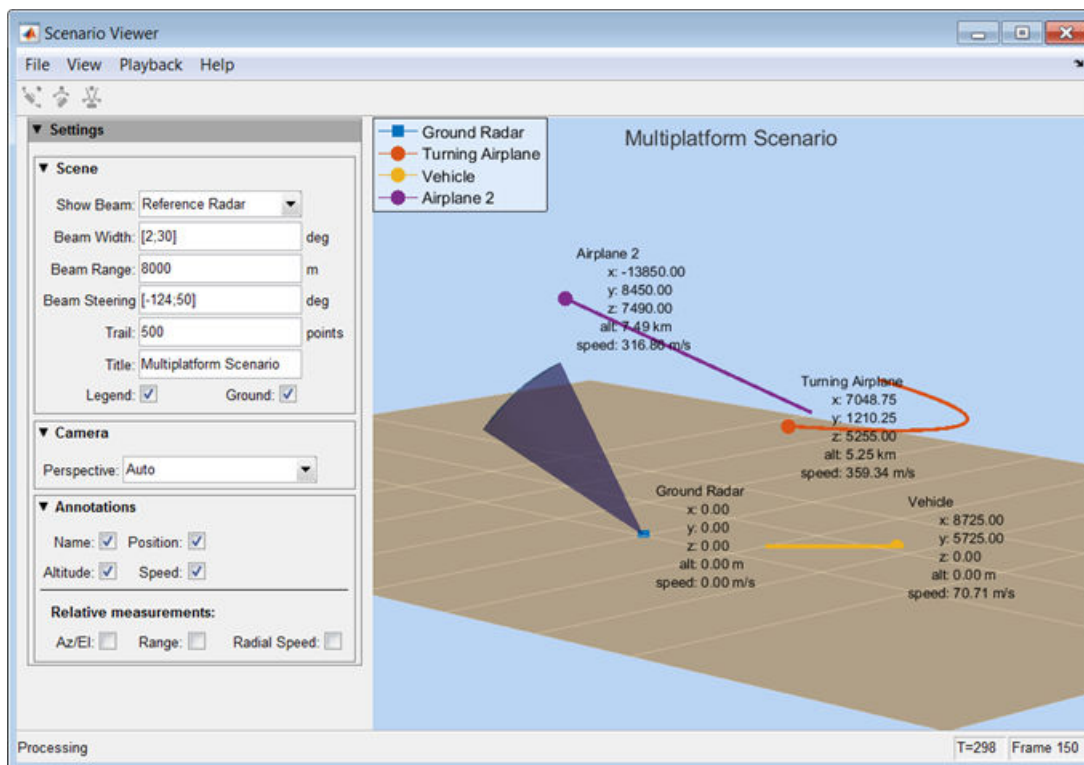 Scenario Viewer
File View Playback Help
Settings
Scene
Show Beam: Reference Radar
Beam Width: [2;30] deg
Beam Range: 8000 m
Beam Steering [-124;50] deg
Trail: 500 points
Title: Multiplatform Scenario
Legend: Ground:
Camera
Perspective: Auto
Annotations
Name: Position:
Altitude: Speed:
Relative measurements:
Az/El: Range: Radial Speed:
Ground Radar
Turning Airplane
Vehicle
Airplane 2
Multiplatform Scenario
Airplane 2
x: -13850.00
y: 8450.00
z: 7490.00
alt: 7.49 km
speed: 316.86 m/s
Turning Airplane
x: 7048.75
y: 1210.25
z: 5255.00
alt: 5.25 km
speed: 359.34 m/s
Ground Radar
x: 0.00
y: 0.00
z: 0.00
alt: 0.00 m
speed: 0.00 m/s
Vehicle
x: 8725.00
y: 5725.00
z: 0.00
alt: 0.00 m
speed: 70.71 m/s
Processing
T=298 Frame 150